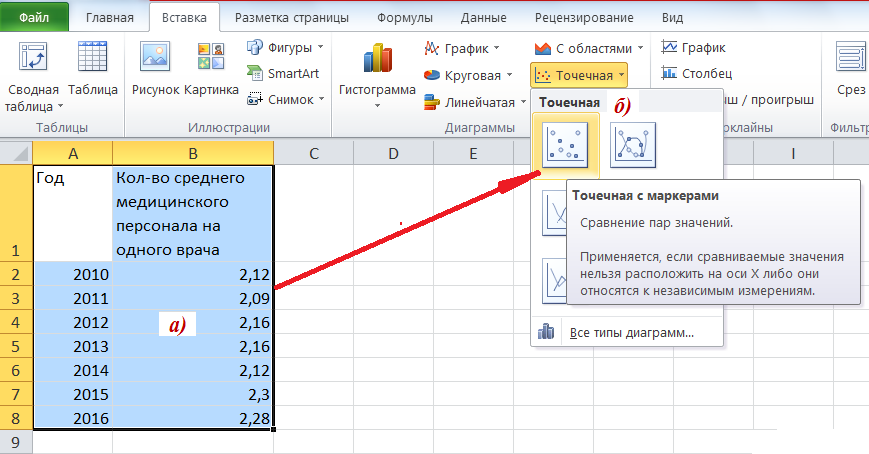 Файл Главная Вставка Разметка страницы Формулы Данные Рецензирование Вид
Сводная таблица
Таблица
Таблицы
Рисунок
Картинка
Фигуры
SmartArt
Снимок
Иллюстрации
Гистограмма
График
Круговая
Линейчатая
С областями
Точечная
Диаграммы
График
Столбец
ыш / проигрыш
рклайны
Срез
Фильтр
Точечная
б)
Точечная с маркерами
Сравнение пар значений.
Применяется, если сравниваемые значения
нельзя расположить на оси X либо они
относятся к независимым измерениям.
Все типы диаграмм...
A B C D E I
1 Год Кол-во среднего
медицинского
персонала на
одного врача
2 2010 2,12
3 2011 2,09
4 2012 а) 2,16
5 2013 2,16
6 2014 2,12
7 2015 2,3
8 2016 2,28
9